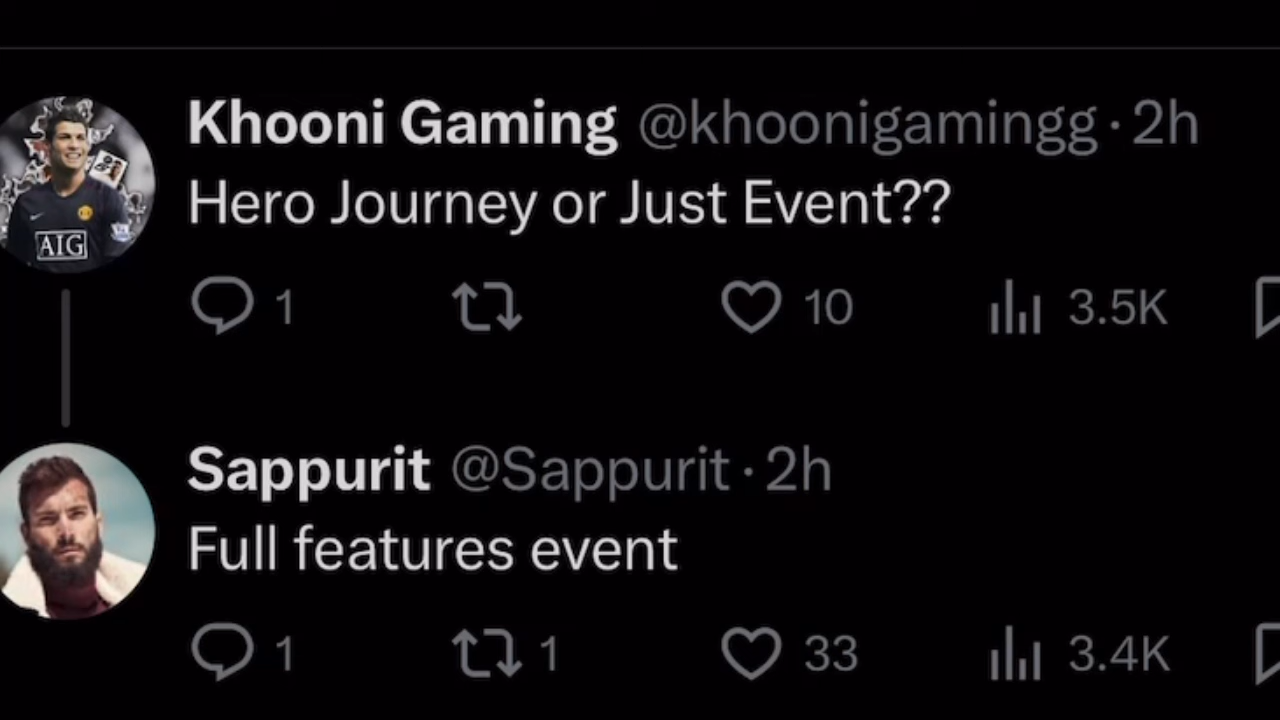 Khooni Gaming @khoonigamingg · 2h
Hero Journey or Just Event??
AIG
1 10 3.5K
Sappurit @Sappurit · 2h
Full features event
1 1 33 3.4K